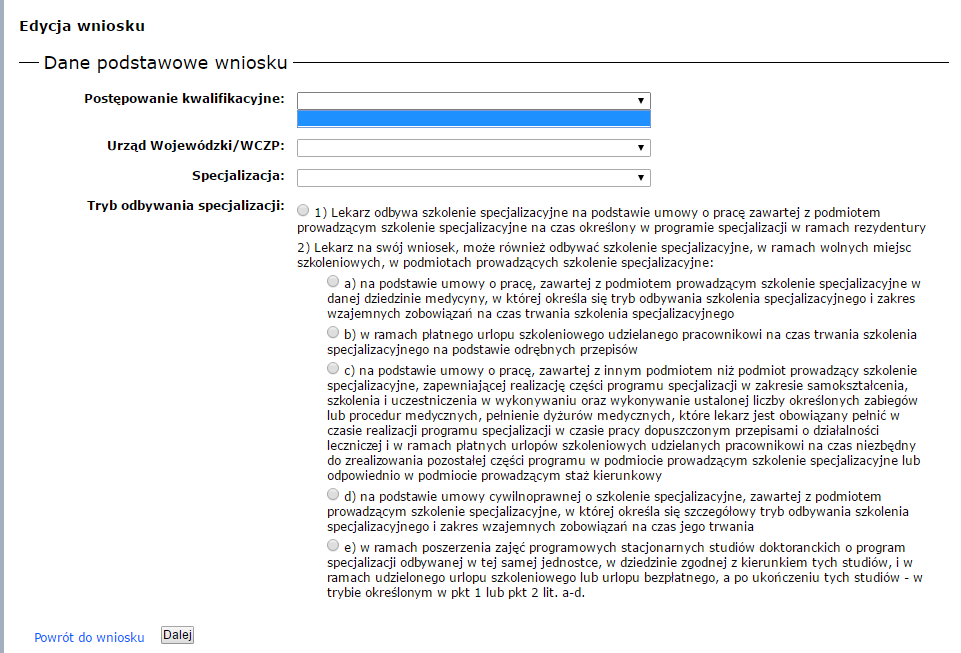 Edycja wniosku
Dane podstawowe wniosku
Postępowanie kwalifikacyjne:
Urząd Wojewódzki/WCZP:
Specjalizacja:
Tryb odbywania specjalizacji:
1) Lekarz odbywa szkolenie specjalizacyjne na podstawie umowy o pracę zawartej z podmiotem
prowadzącym szkolenie specjalizacyjne na czas określony w programie specjalizacji w ramach rezydentury
2) Lekarz na swój wniosek, może również odbywać szkolenie specjalizacyjne, w ramach wolnych miejsc
szkoleniowych, w podmiotach prowadzących szkolenie specjalizacyjne:
a) na podstawie umowy o pracę, zawartej z podmiotem prowadzącym szkolenie specjalizacyjne w
danej dziedzinie medycyny, w której określa się tryb odbywania szkolenia specjalizacyjnego i zakres
wzajemnych zobowiązań na czas trwania szkolenia specjalizacyjnego
b) w ramach płatnego urlopu szkoleniowego udzielanego pracownikowi na czas trwania szkolenia
specjalizacyjnego na podstawie odrębnych przepisów
c) na podstawie umowy o pracę, zawartej z innym podmiotem niż podmiot prowadzący szkolenie
specjalizacyjne, zapewniającej realizację części programu specjalizacji w zakresie samokształcenia,
szkolenia i uczestniczenia w wykonywaniu oraz wykonywanie ustalonej liczby określonych zabiegów
lub procedur medycznych, pełnienie dyżurów medycznych, które lekarz jest obowiązany pełnić w
czasie realizacji programu specjalizacji w czasie pracy dopuszczonym przepisami o działalności
leczniczej i w ramach płatnych urlopów szkoleniowych udzielanych pracownikowi na czas niezbędny
do zrealizowania pozostałej części programu w podmiocie prowadzącym szkolenie specjalizacyjne lub
odpowiednio w podmiocie prowadzącym staż kierunkowy
d) na podstawie umowy cywilnoprawnej o szkolenie specjalizacyjne, zawartej z podmiotem
prowadzącym szkolenie specjalizacyjne, w której określa się szczegółowy tryb odbywania szkolenia
specjalizacyjnego i zakres wzajemnych zobowiązań na czas jego trwania
e) w ramach poszerzenia zajęć programowych stacjonarnych studiów doktoranckich o program
specjalizacji odbywanej w tej samej jednostce, w dziedzinie zgodnej z kierunkiem tych studiów, i w
ramach udzielonego urlopu szkoleniowego lub urlopu bezpłatnego, a po ukończeniu tych studiów - w
trybie określonym w pkt 1 lub pkt 2 lit. a-d.
Powrót do wniosku Dalej